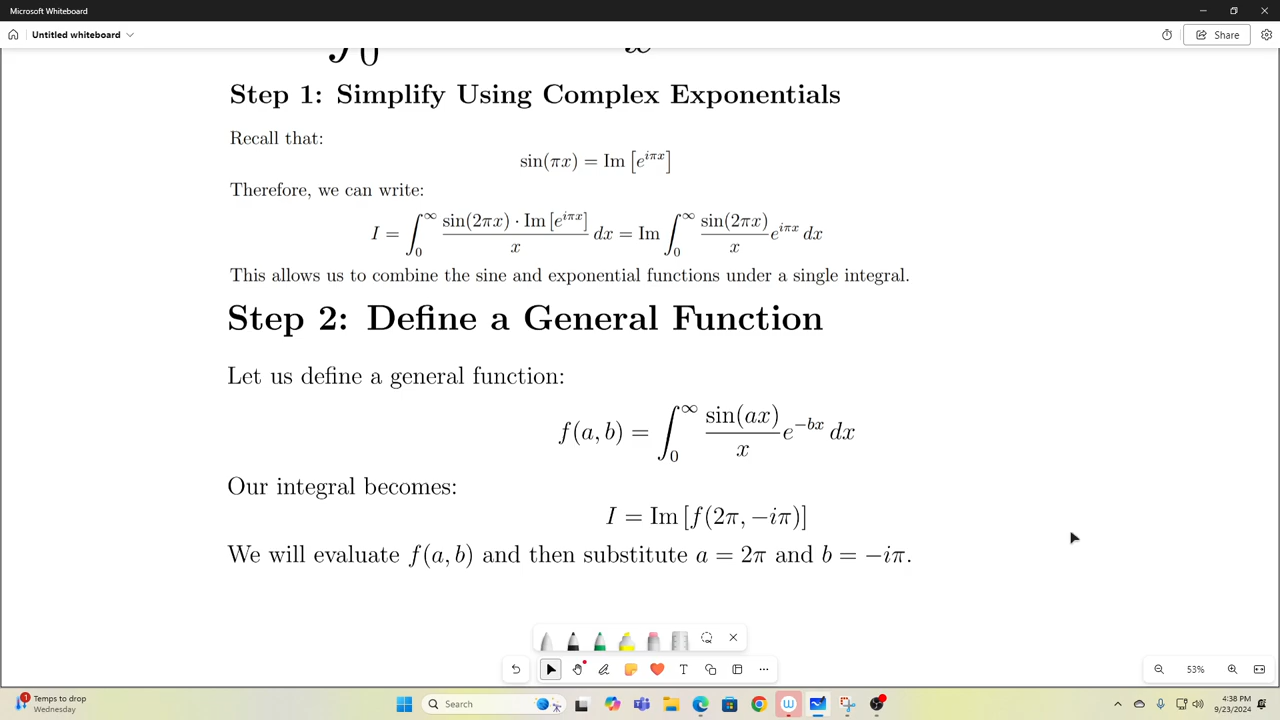 Microsoft Whiteboard
Untitled whiteboard
Share
∫_0 x
Step 1: Simplify Using Complex Exponentials
Recall that:
sin(πx) = Im [e^{iπx}]
Therefore, we can write:
I = ∫_0^∞ \frac{sin(2πx) · Im [e^{iπx}]}{x} dx = Im ∫_0^∞ \frac{sin(2πx)}{x} e^{iπx} dx
This allows us to combine the sine and exponential functions under a single integral.
Step 2: Define a General Function
Let us define a general function:
f(a, b) = ∫_0^∞ \frac{sin(ax)}{x} e^{-bx} dx
Our integral becomes:
I = Im [f(2π, −iπ)]
We will evaluate f(a, b) and then substitute a = 2π and b = −iπ.
53%
Temps to drop
Wednesday
Search
4:38 PM
9/23/2024